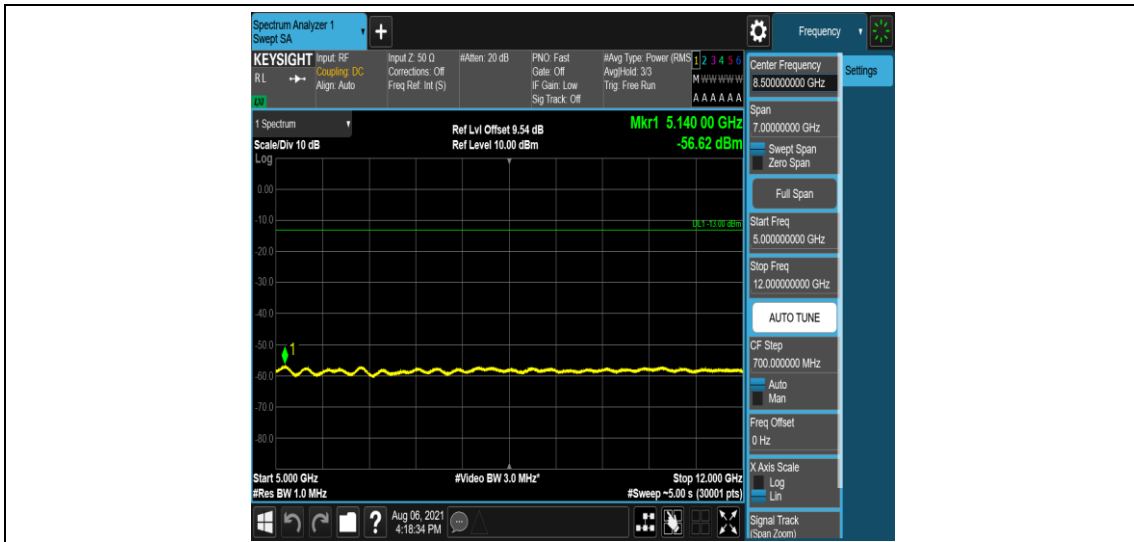 Spectrum Analyzer 1
Swept SA
+
Frequency
KEYSIGHT
RL
LM
Input: RF
Coupling: DC
Align: Auto
Input Z: 50 Ω
Corrections: Off
Freq Ref: Int (S)
#Atten: 20 dB
PNO: Fast
Gate: Off
IF Gain: Low
Sig Track: Off
#Avg Type: Power (RMS
Avg|Hold: 3/3
Trig: Free Run
1 2 3 4 5 6
M W W W W W
A A A A A A
1 Spectrum
Scale/Div 10 dB
Ref Lvl Offset 9.54 dB
Ref Level 10.00 dBm
Mkr1 5.140 00 GHz
-56.62 dBm
Log
0.00
-10.0
DL1 -13.00 dBm
-20.0
-30.0
-40.0
-50.0
1
-60.0
-70.0
-80.0
Start 5.000 GHz
#Video BW 3.0 MHz*
Stop 12.000 GHz
#Res BW 1.0 MHz
#Sweep ~5.00 s (30001 pts)
?
Aug 06, 2021
4:18:34 PM
Center Frequency
8.500000000 GHz
Settings
Span
7.00000000 GHz
Swept Span
Zero Span
Full Span
Start Freq
5.000000000 GHz
Stop Freq
12.000000000 GHz
AUTO TUNE
CF Step
700.000000 MHz
Auto
Man
Freq Offset
0 Hz
X Axis Scale
Log
Lin
Signal Track
(Span Zoom)